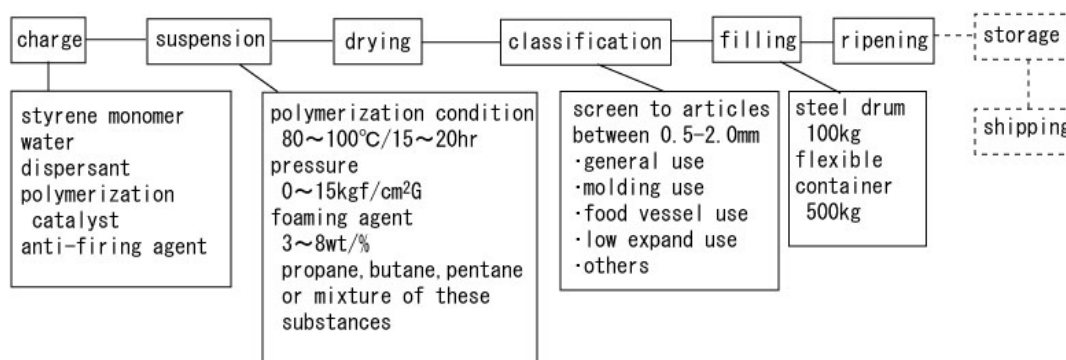 charge
suspension
drying
classification
filling
ripening
storage
shipping
styrene monomer
water
dispersant
polymerization
catalyst
anti-firing agent
polymerization condition
80～100℃/15～20hr
pressure
0～15kgf/cm²G
foaming agent
3～8wt/%
propane, butane, pentane
or mixture of these
substances
screen to articles
between 0.5-2.0mm
･general use
･molding use
･food vessel use
･low expand use
･others
steel drum
100kg
flexible
container
500kg